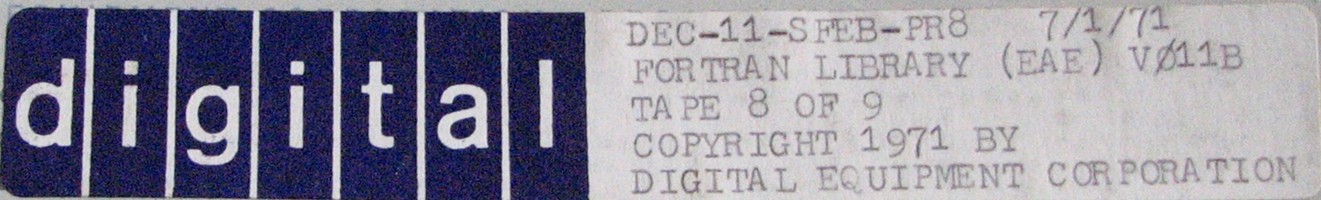 digital
DEC-11-SFEB-PR8 7/1/71
FORTRAN LIBRARY (EAE) VØ11B
TAPE 8 OF 9
COPYRIGHT 1971 BY
DIGITAL EQUIPMENT CORPORATION